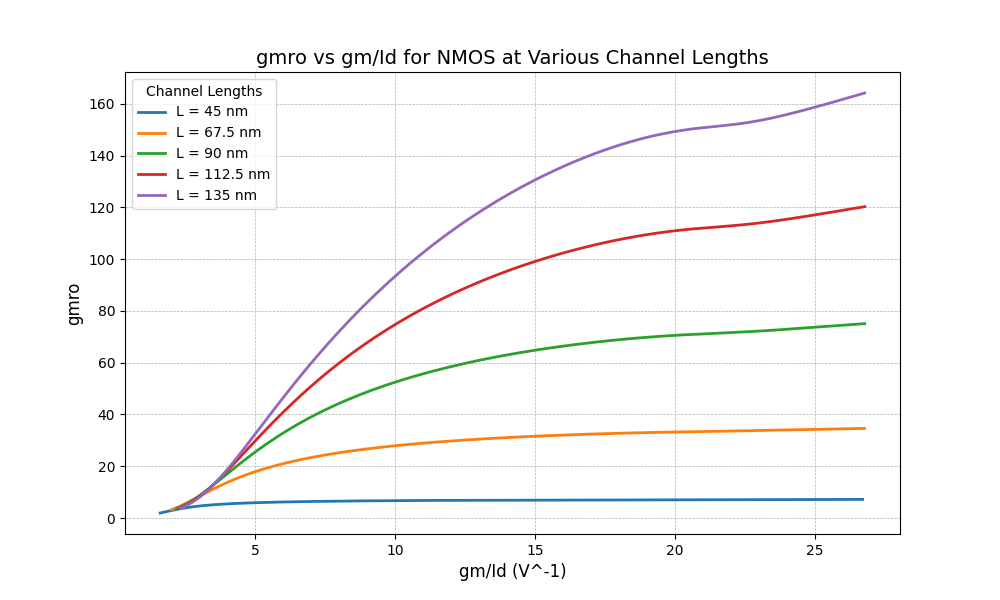 gmro vs gm/Id for NMOS at Various Channel Lengths
Channel Lengths
L = 45 nm
L = 67.5 nm
L = 90 nm
L = 112.5 nm
L = 135 nm
160
140
120
100
80
60
40
20
0
gmro
5 10 15 20 25
gm/Id (V^-1)